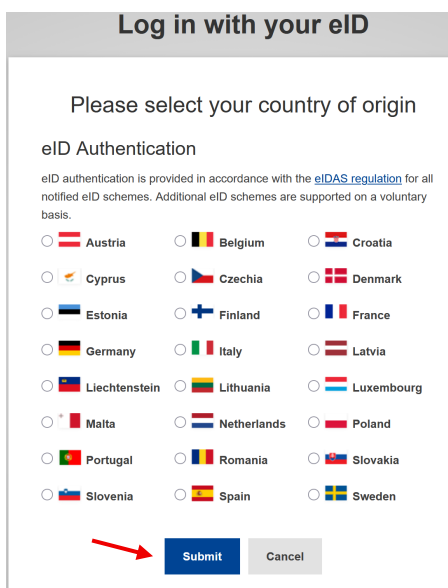 Log in with your eID
Please select your country of origin
eID Authentication
eID authentication is provided in accordance with the eIDAS regulation for all
notified eID schemes. Additional eID schemes are supported on a voluntary
basis.
Austria Belgium Croatia
Cyprus Czechia Denmark
Estonia Finland France
Germany Italy Latvia
Liechtenstein Lithuania Luxembourg
Malta Netherlands Poland
Portugal Romania Slovakia
Slovenia Spain Sweden
Submit Cancel